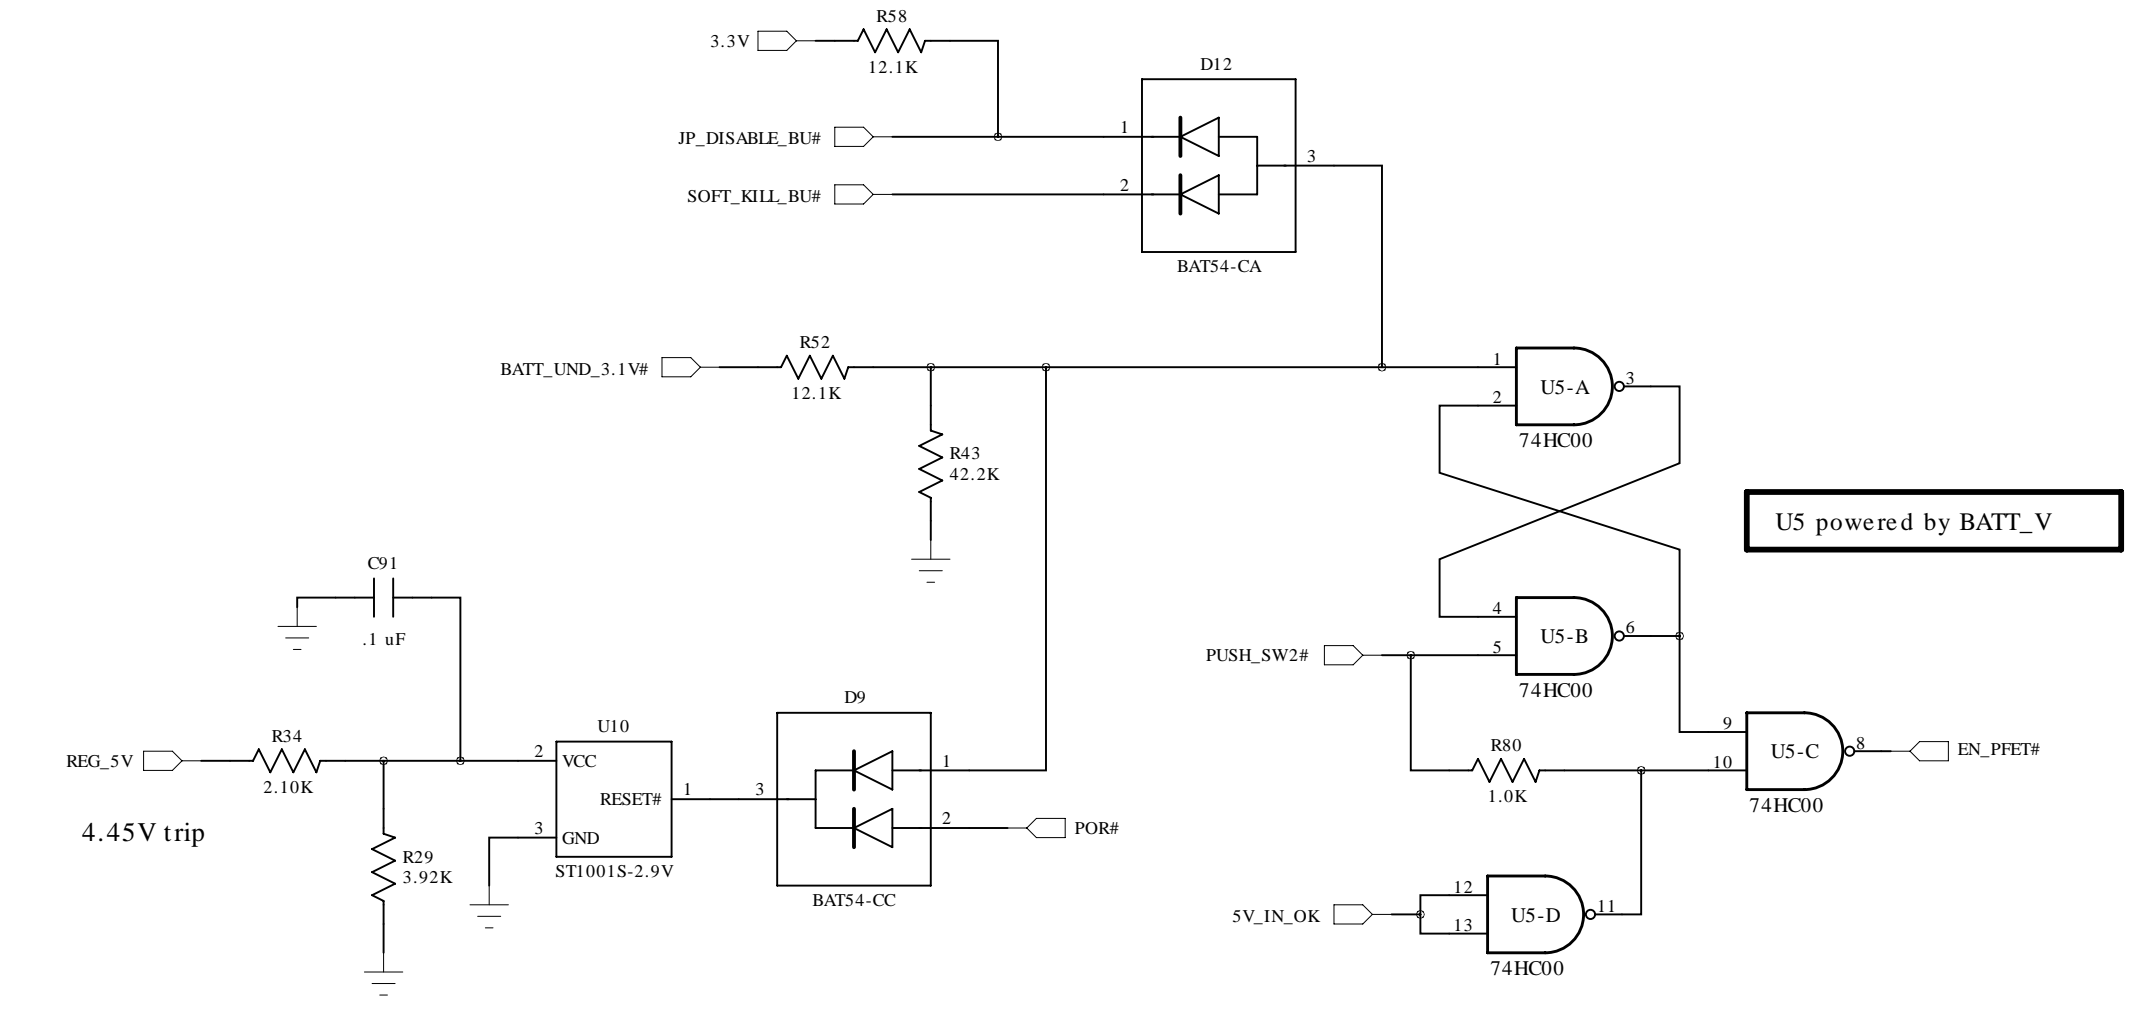 R58
3.3V
12.1K
D12
JP_DISABLE_BU#
1
3
SOFT_KILL_BU#
2
BAT54-CA
R52
BATT_UND_3.1V#
12.1K
1
U5-A
3
2
74HC00
R43
42.2K
U5 powered by BATT_V
C91
.1 uF
4
U5-B
6
PUSH_SW2#
5
74HC00
D9
R34
REG_5V
2.10K
U10
2
VCC
RESET#
1
3
GND
ST1001S-2.9V
3
1
2
POR#
BAT54-CC
4.45V trip
R29
3.92K
R80
1.0K
9
U5-C
8
EN_PFET#
10
74HC00
12
5V_IN_OK
U5-D
11
13
74HC00